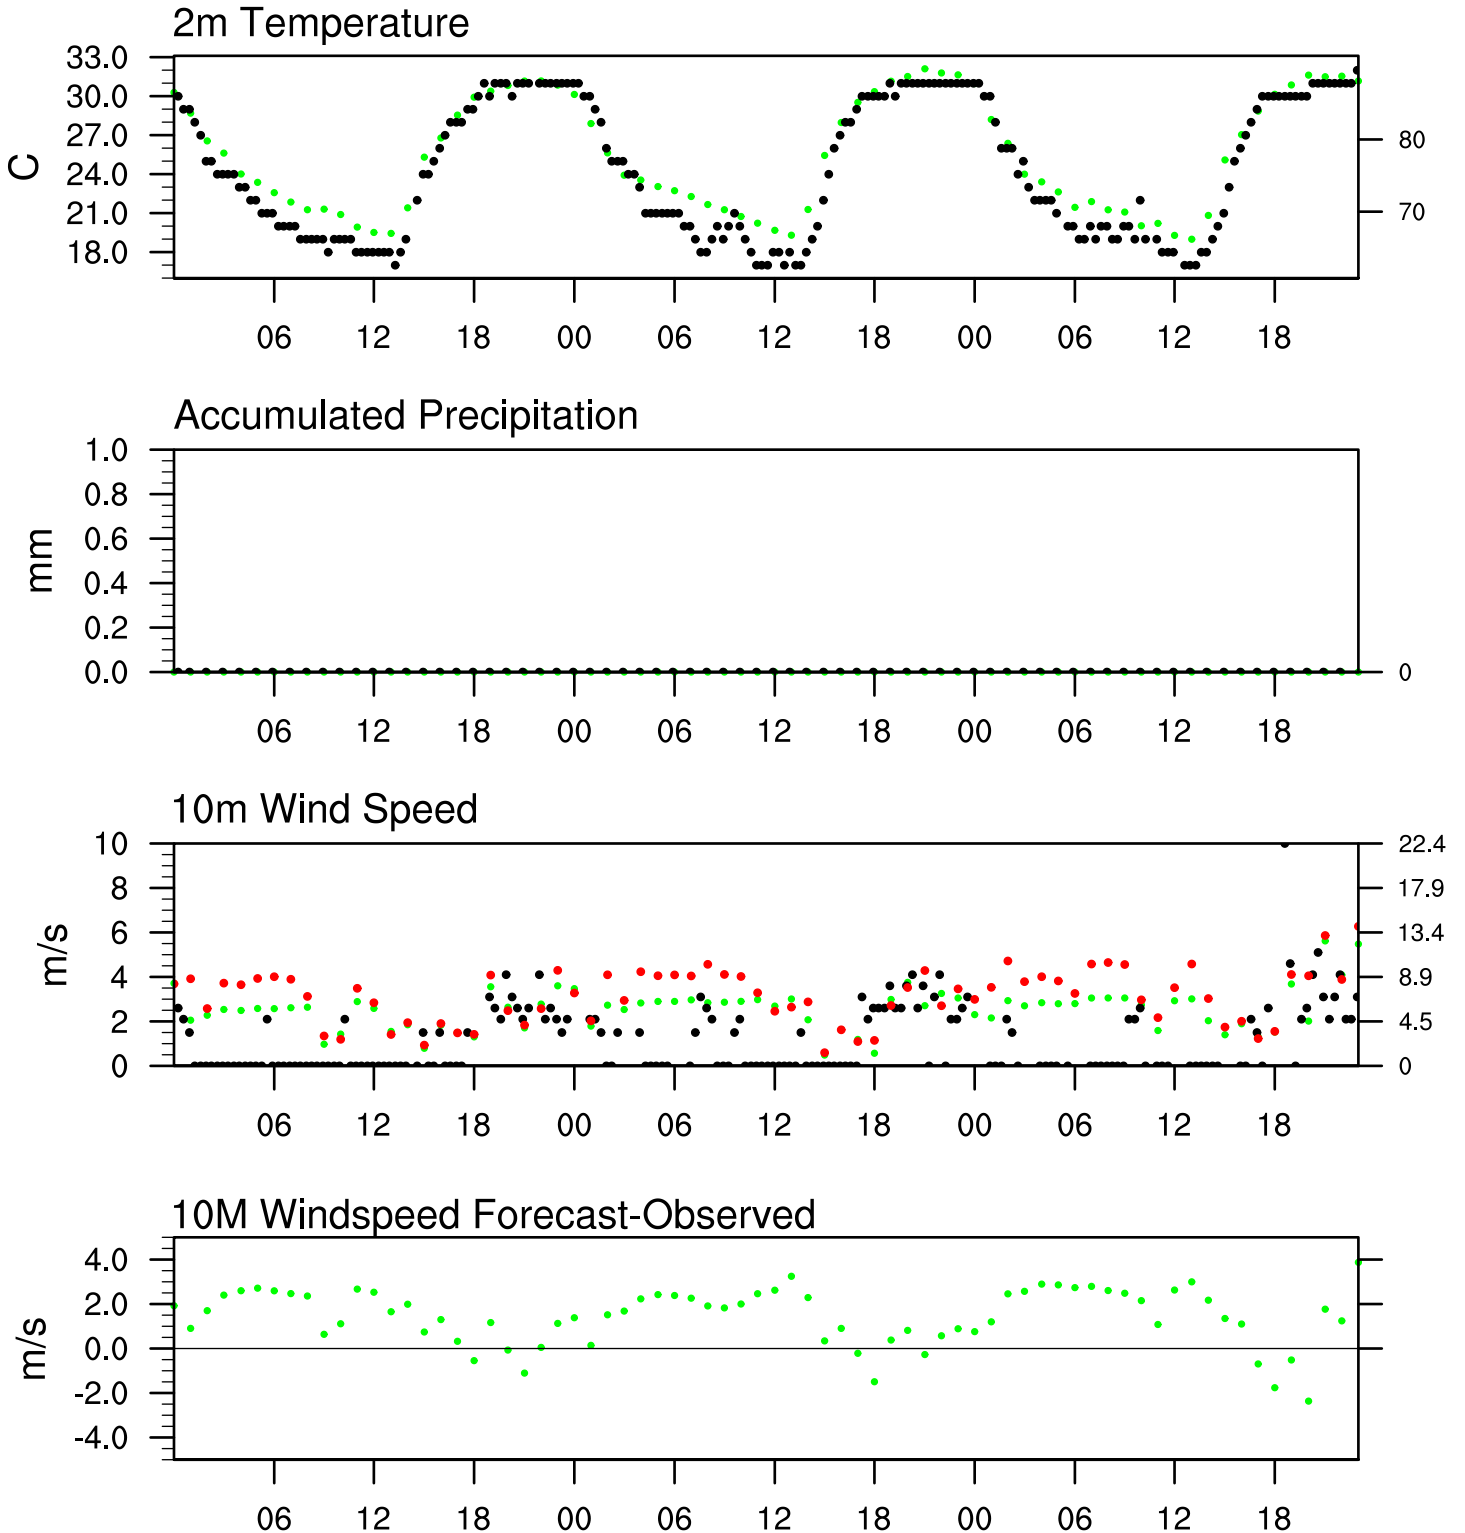 2m Temperature
33.0
30.0
27.0
24.0
21.0
18.0
C
80
70
06 12 18 00 06 12 18 00 06 12 18
Accumulated Precipitation
1.0
0.8
0.6
0.4
0.2
0.0
mm
0
06 12 18 00 06 12 18 00 06 12 18
10m Wind Speed
10
8
6
4
2
0
m/s
22.4
17.9
13.4
8.9
4.5
0
06 12 18 00 06 12 18 00 06 12 18
10M Windspeed Forecast-Observed
4.0
2.0
0.0
-2.0
-4.0
m/s
06 12 18 00 06 12 18 00 06 12 18